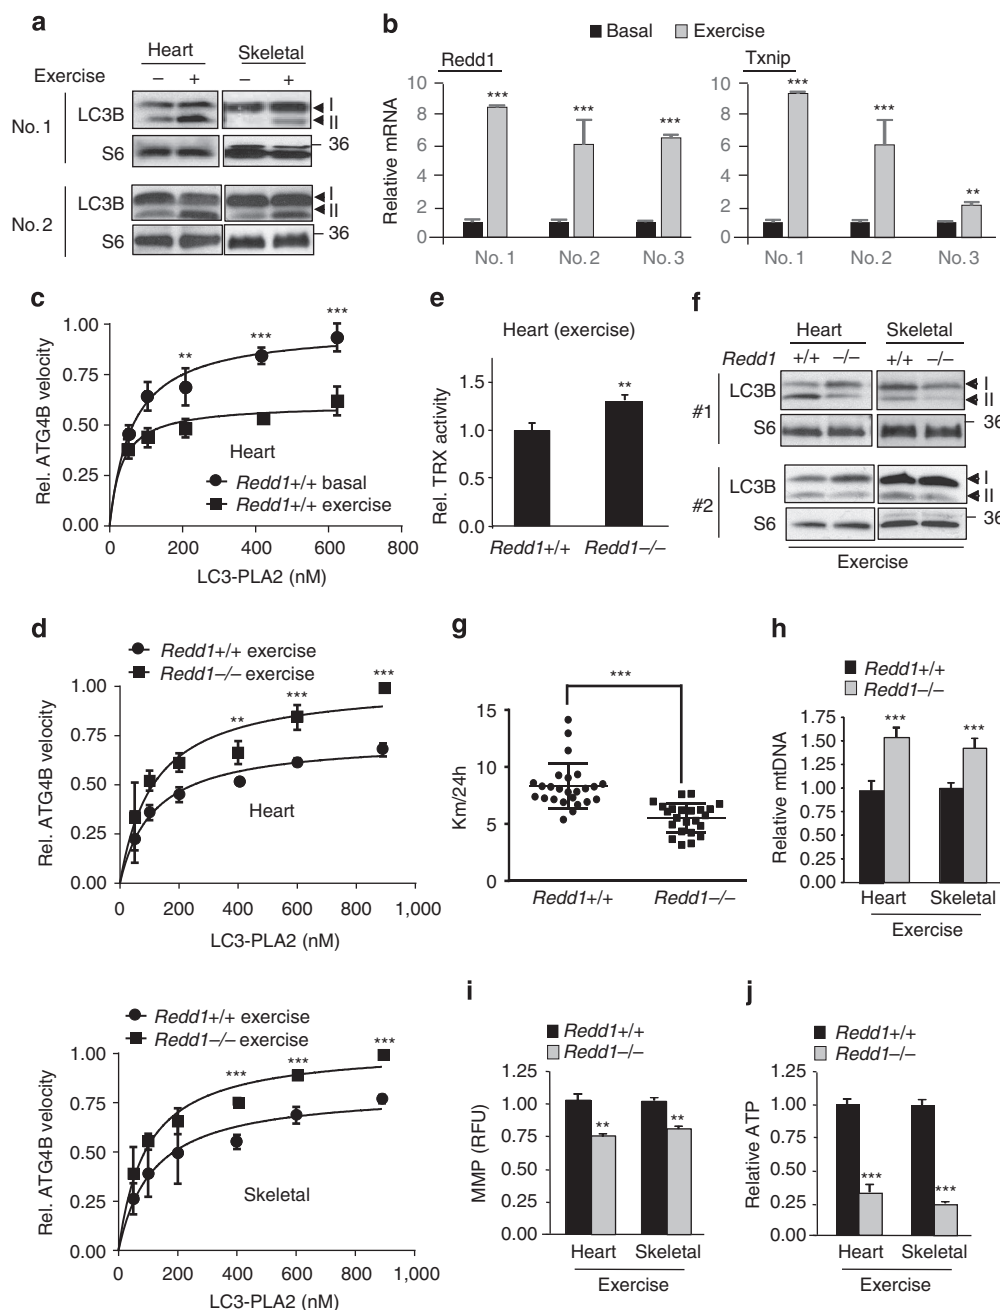 a
Heart Skeletal
Exercise − + − +
No.1 LC3B I
II
S6 36
No.2 LC3B I
II
S6 36
b
Basal Exercise
Redd1 Txnip
Relative mRNA
10 8 6 4 2 0
*** *** ***
No.1 No.2 No.3
10 8 6 4 2 0
*** *** **
No.1 No.2 No.3
c
Rel. ATG4B velocity
1.00 0.75 0.50 0.25 0.00
** *** ***
Heart
Redd1+/+ basal
Redd1+/+ exercise
0 200 400 600 800
LC3-PLA2 (nM)
e
Heart (exercise)
Rel. TRX activity
1.5 1.0 0.5 0.0
**
Redd1+/+ Redd1−/−
f
Heart Skeletal
Redd1 +/+ −/− +/+ −/−
#1 LC3B I
II
S6 36
#2 LC3B I
II
S6 36
Exercise
d
Redd1+/+ exercise
Redd1−/− exercise
Rel. ATG4B velocity
1.00 0.75 0.50 0.25 0.00
** *** ***
Heart
0 200 400 600 800 1,000
LC3-PLA2 (nM)
Redd1+/+ exercise
Redd1−/− exercise
Rel. ATG4B velocity
1.00 0.75 0.50 0.25 0.00
*** *** ***
Skeletal
0 200 400 600 800 1,000
LC3-PLA2 (nM)
g
***
Km/24h
15 10 5 0
Redd1+/+ Redd1−/−
h
Redd1+/+
Redd1−/−
Relative mtDNA
1.75 1.50 1.25 1.00 0.75 0.50 0.25 0.00
*** ***
Heart Skeletal
Exercise
i
Redd1+/+
Redd1−/−
MMP (RFU)
1.25 1.00 0.75 0.50 0.25 0.00
** **
Heart Skeletal
Exercise
j
Redd1+/+
Redd1−/−
Relative ATP
1.25 1.00 0.75 0.50 0.25 0.00
*** ***
Heart Skeletal
Exercise